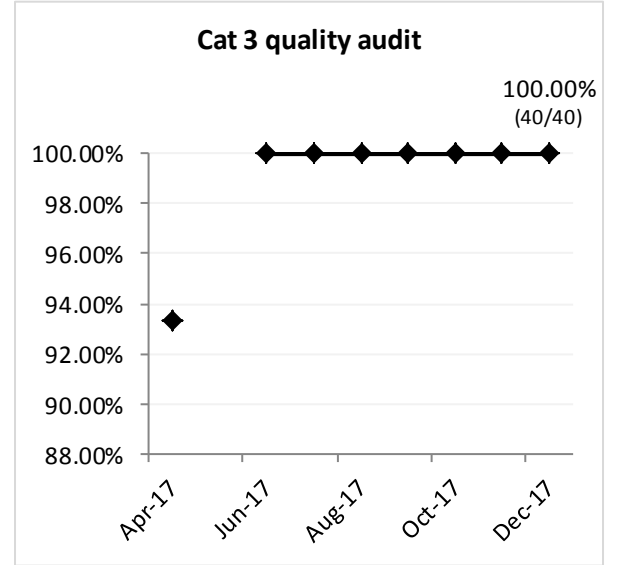 Cat 3 quality audit
100.00%
(40/40)
100.00%
98.00%
96.00%
94.00%
92.00%
90.00%
88.00%
Apr-17
Jun-17
Aug-17
Oct-17
Dec-17